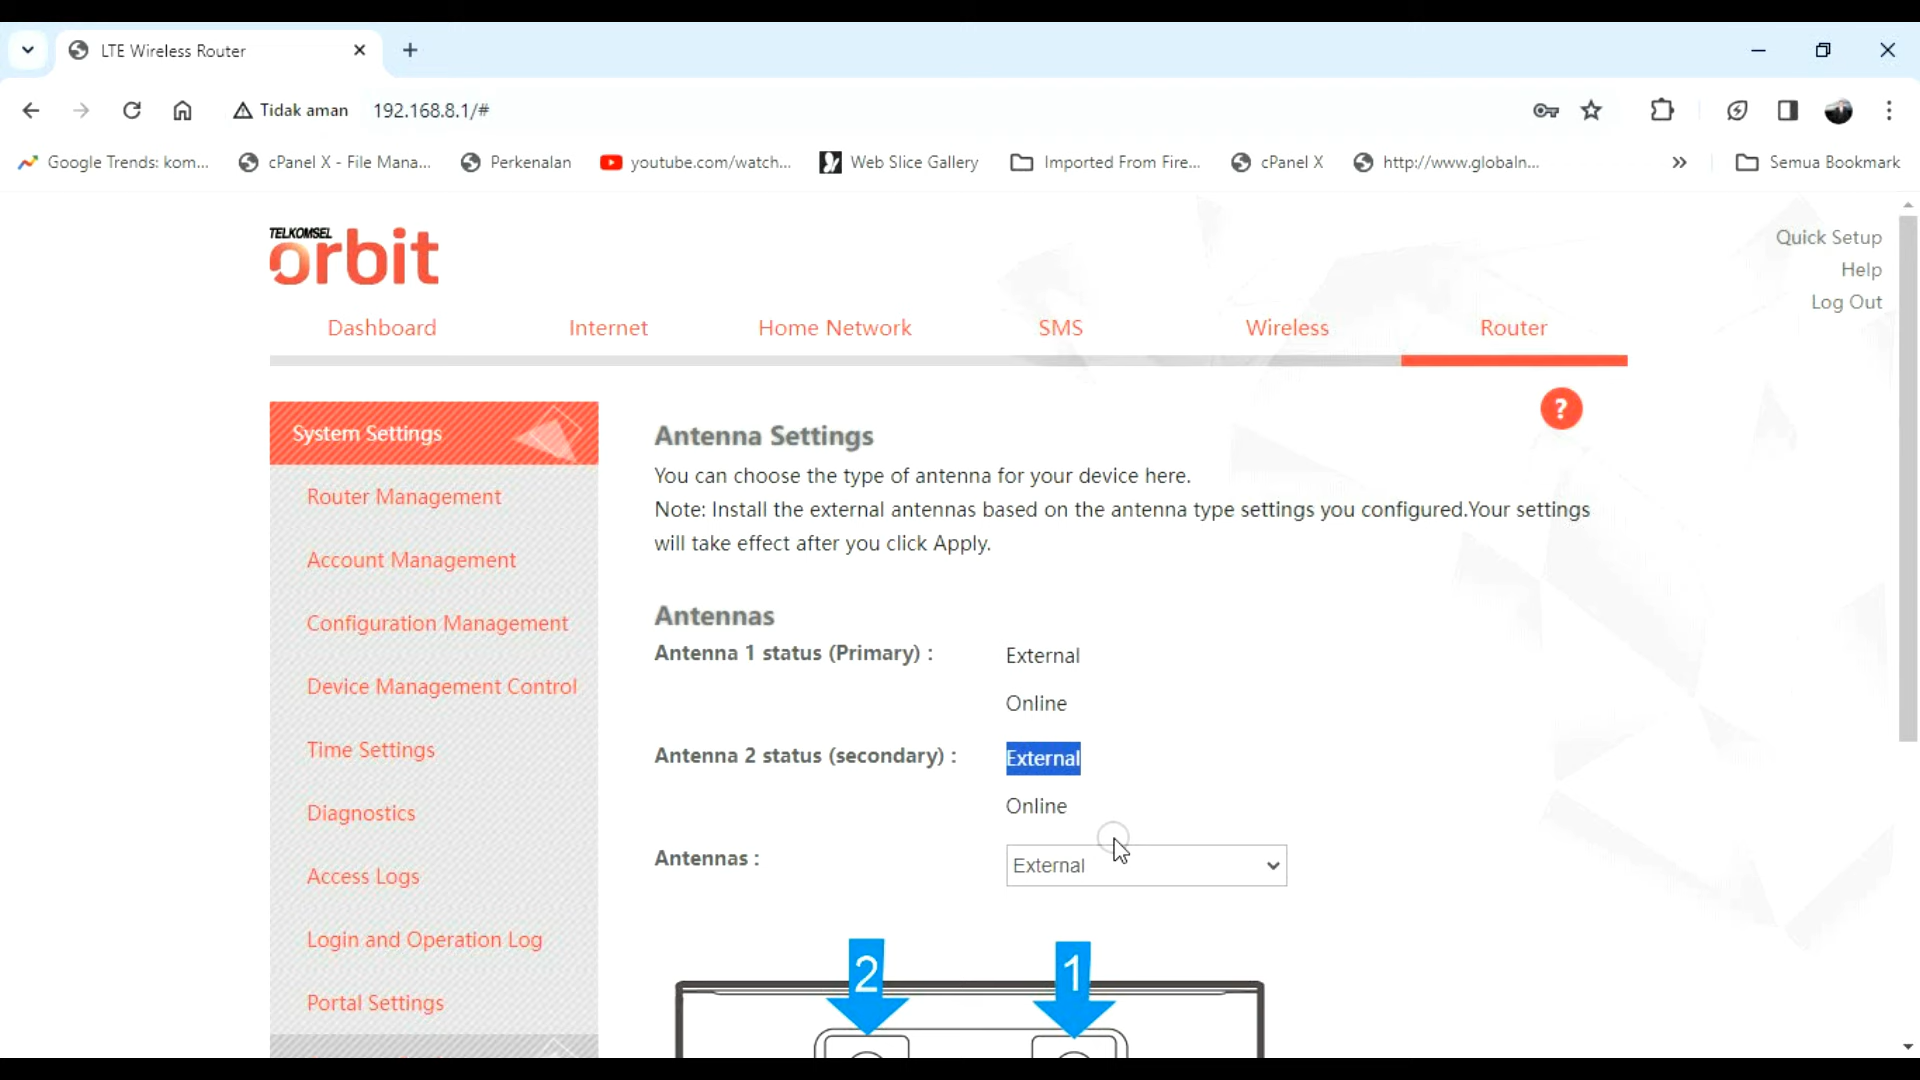 LTE Wireless Router
Tidak aman 192.168.8.1/#
Google Trends: kom... cPanel X - File Mana... Perkenalan youtube.com/watch... Web Slice Gallery Imported From Fire... cPanel X http://www.globaln... » Semua Bookmark
TELKOMSEL
orbit
Quick Setup
Help
Log Out
Dashboard Internet Home Network SMS Wireless Router
?
System Settings
Router Management
Account Management
Configuration Management
Device Management Control
Time Settings
Diagnostics
Access Logs
Login and Operation Log
Portal Settings
Antenna Settings
You can choose the type of antenna for your device here.
Note: Install the external antennas based on the antenna type settings you configured.Your settings
will take effect after you click Apply.
Antennas
Antenna 1 status (Primary) : External
Online
Antenna 2 status (secondary) : External
Online
Antennas : External
2 1